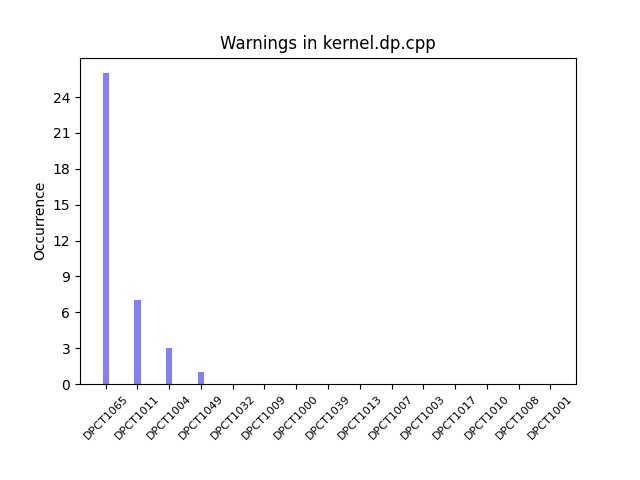 Warnings in kernel.dp.cpp
Occurrence
24
21
18
15
12
9
6
3
0
DPCT1065
DPCT1011
DPCT1004
DPCT1049
DPCT1032
DPCT1009
DPCT1000
DPCT1039
DPCT1013
DPCT1007
DPCT1003
DPCT1017
DPCT1010
DPCT1008
DPCT1001